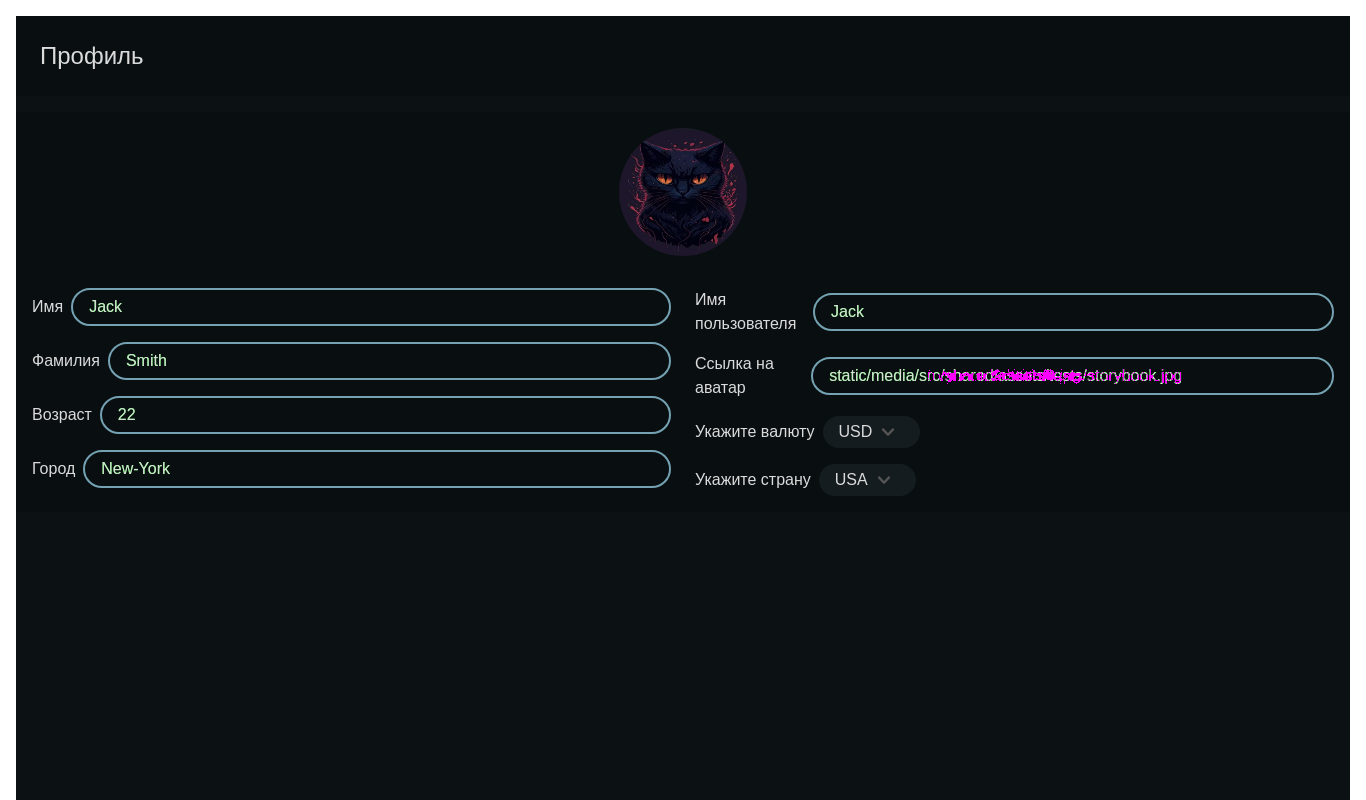 Профиль
Имя Jack
Фамилия Smith
Возраст 22
Город New-York
Имя
пользователя
Jack
Ссылка на
аватар
static/media/src/shared/assets/tests/storybook.jpg
Укажите валюту USD
Укажите страну USA